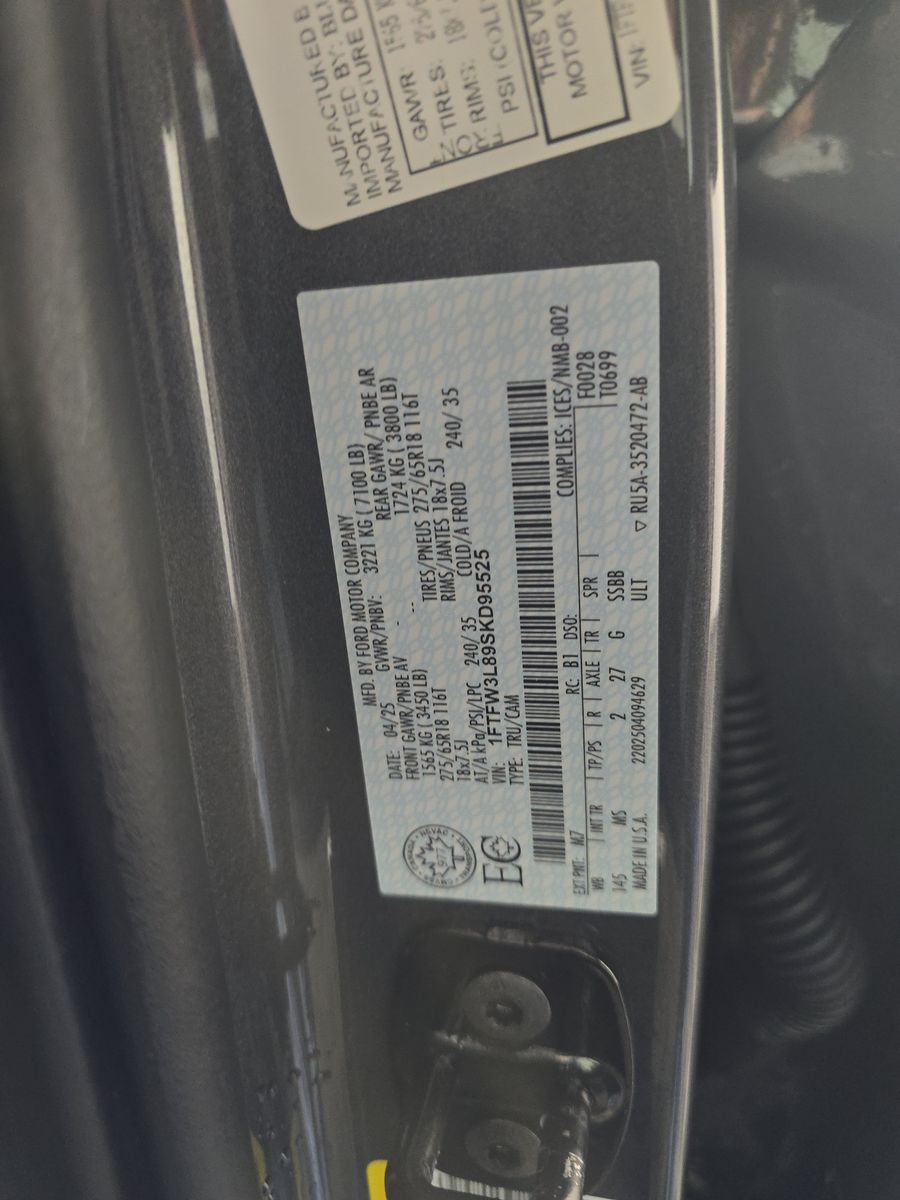 MANUFACTURED B
IMPORTED BY: BL
MANUFACTURE DA
GAWR:
TIRES:
RIMS:
PSI (COL
THIS VE
MOTOR V
VIN:
MFD. BY FORD MOTOR COMPANY
DATE: 04/25 GVWR/PNBV: 3221 KG ( 7100 LB)
FRONT GAWR/PNBE AV - -- REAR GAWR/ PNBE AR
1565 KG ( 3450 LB) 1724 KG ( 3800 LB)
275/65R18 116T TIRES/PNEUS 275/65R18 116T
18x7.5J RIMS/JANTES 18x7.5J
AT/A kPa/PSI/LPC 240/ 35 COLD/A FROID 240/ 35
VIN: 1FTFW3L89SKD95525
TYPE: TRU/CAM
COMPLIES: ICES/NMB-002
EXT PNT: M7 RC: B1 DSO: F0028
WB | INT TR | TP/PS | R | AXLE | TR | SPR | T0699
145 MS 2 27 G SSBB
MADE IN U.S.A. 2202504094629 ULT ▽ RU5A-3520472-AB
EC